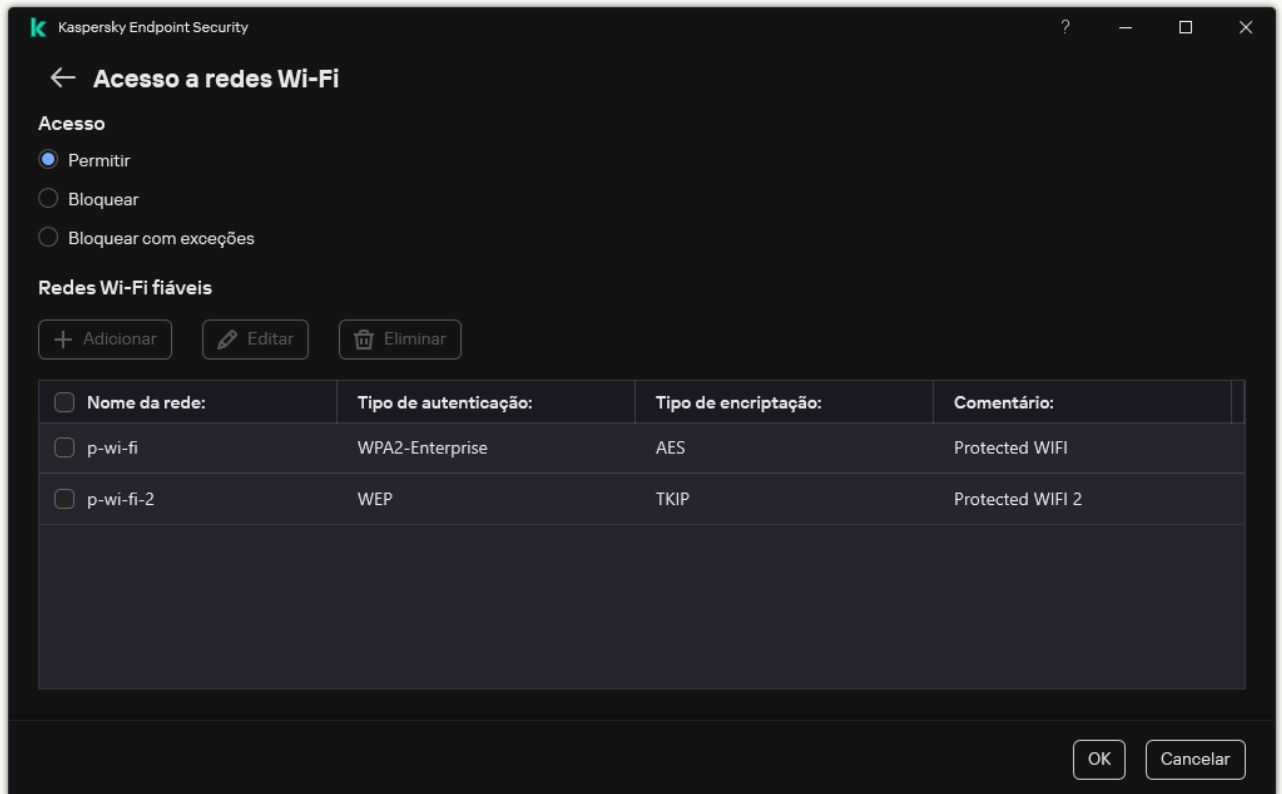 Kaspersky Endpoint Security ?
Acesso a redes Wi-Fi
Acesso
Permitir
Bloquear
Bloquear com exceções
Redes Wi-Fi fiáveis
Adicionar Editar Eliminar
Nome da rede: Tipo de autenticação: Tipo de encriptação: Comentário:
p-wi-fi WPA2-Enterprise AES Protected WIFI
p-wi-fi-2 WEP TKIP Protected WIFI 2
OK Cancelar